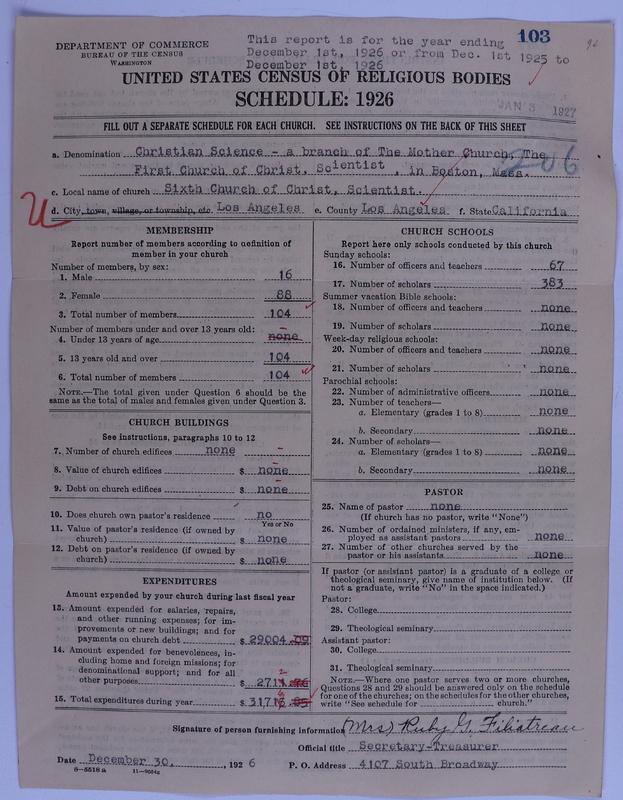 This report is for the year ending 103
DEPARTMENT OF COMMERCE
BUREAU OF THE CENSUS
WASHINGTON
December 1st, 1926 or from Dec. 1st 1925 to
December 1st, 1926
UNITED STATES CENSUS OF RELIGIOUS BODIES
SCHEDULE: 1926
JAN 3 1927
FILL OUT A SEPARATE SCHEDULE FOR EACH CHURCH. SEE INSTRUCTIONS ON THE BACK OF THIS SHEET
a. Denomination Christian Science - a branch of The Mother Church, The
First Church of Christ, Scientist, in Boston, Mass.
206
c. Local name of church Sixth Church of Christ, Scientist
d. City, town, village, or township, etc. Los Angeles e. County Los Angeles f. State California
MEMBERSHIP
Report number of members according to definition of
member in your church
Number of members, by sex:
1. Male 16
2. Female 88
3. Total number of members 104
Number of members under and over 13 years old:
4. Under 13 years of age none
5. 13 years old and over 104
6. Total number of members 104
NOTE.—The total given under Question 6 should be
the same as the total of males and females given under Question 3.
CHURCH BUILDINGS
See instructions, paragraphs 10 to 12
7. Number of church edifices none
8. Value of church edifices $ none
9. Debt on church edifices $ none
10. Does church own pastor's residence no
Yes or No
11. Value of pastor's residence (if owned by
church) $ none
12. Debt on pastor's residence (if owned by
church) $ none
EXPENDITURES
Amount expended by your church during last fiscal year
13. Amount expended for salaries, repairs,
and other running expenses; for im-
provements or new buildings; and for
payments on church debt $ 29004.09
14. Amount expended for benevolences, in-
cluding home and foreign missions; for
denominational support; and for all
other purposes $ 2711
15. Total expenditures during year $ 31,71
CHURCH SCHOOLS
Report here only schools conducted by this church
Sunday schools:
16. Number of officers and teachers 67
17. Number of scholars 383
Summer vacation Bible schools:
18. Number of officers and teachers none
19. Number of scholars none
Week-day religious schools:
20. Number of officers and teachers none
21. Number of scholars none
Parochial schools:
22. Number of administrative officers none
23. Number of teachers—
a. Elementary (grades 1 to 8) none
b. Secondary none
24. Number of scholars—
a. Elementary (grades 1 to 8) none
b. Secondary none
PASTOR
25. Name of pastor none
(If church has no pastor, write "None")
26. Number of ordained ministers, if any, em-
ployed as assistant pastors none
27. Number of other churches served by the
pastor or his assistants none
If pastor (or assistant pastor) is a graduate of a college or
theological seminary, give name of institution below. (If
not a graduate, write "No" in the space indicated.)
Pastor:
28. College
29. Theological seminary
Assistant pastor:
30. College
31. Theological seminary
NOTE.—Where one pastor serves two or more churches,
Questions 28 and 29 should be answered only on the schedule
for one of the churches; on the schedules for the other churches,
write "See schedule for church."
Signature of person furnishing information (Mrs) Ruby G. Filiatreau
Official title Secretary-Treasurer
Date December 30, 1926 P. O. Address 4107 South Broadway
8-5518a 11-9034